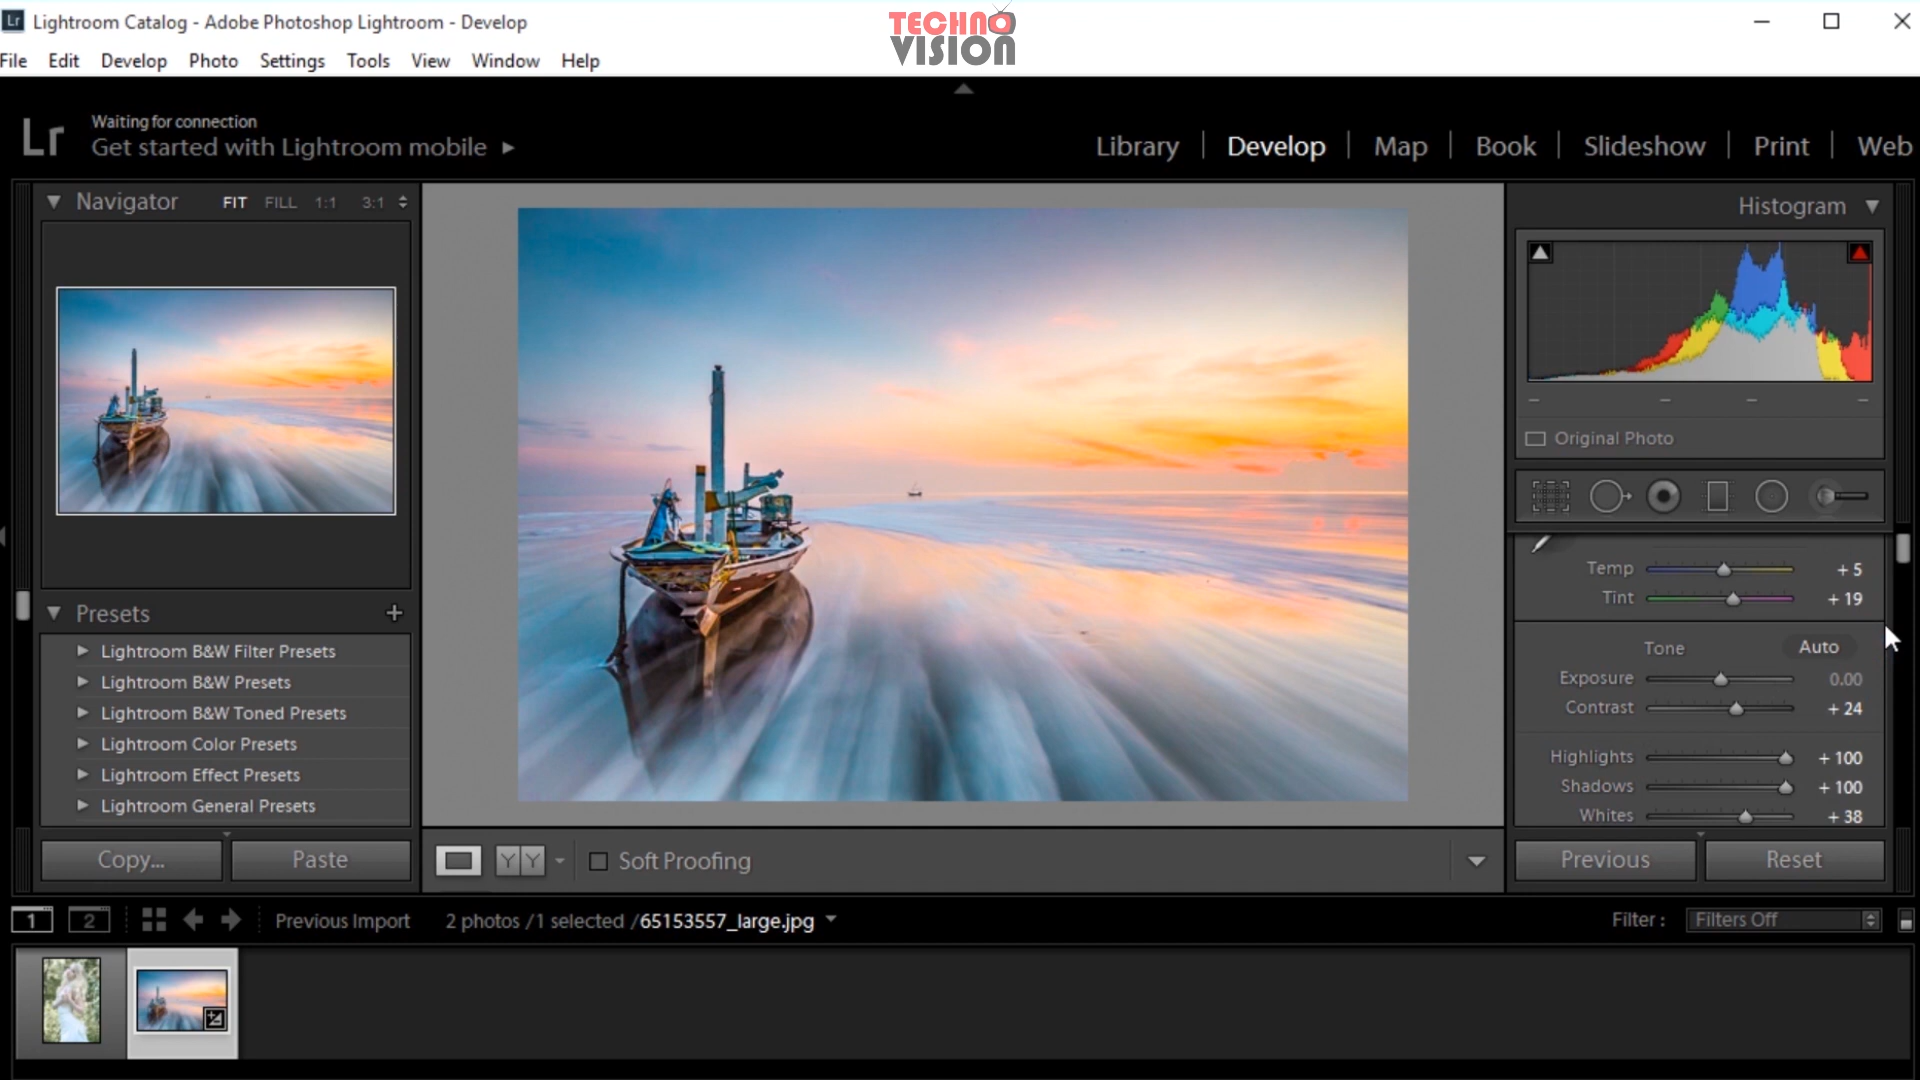 Lr Lightroom Catalog - Adobe Photoshop Lightroom - Develop
TECHNO
VISION
File Edit Develop Photo Settings Tools View Window Help
Lr
Waiting for connection
Get started with Lightroom mobile
Library | Develop | Map | Book | Slideshow | Print | Web
Navigator FIT FILL 1:1 3:1
Histogram
Original Photo
Temp + 5
Tint + 19
Tone Auto
Exposure 0.00
Contrast + 24
Highlights + 100
Shadows + 100
Whites + 38
Presets +
Lightroom B&W Filter Presets
Lightroom B&W Presets
Lightroom B&W Toned Presets
Lightroom Color Presets
Lightroom Effect Presets
Lightroom General Presets
Copy... Paste
YY Soft Proofing
Previous Reset
1 2 Previous Import 2 photos /1 selected /65153557_large.jpg
Filter : Filters Off